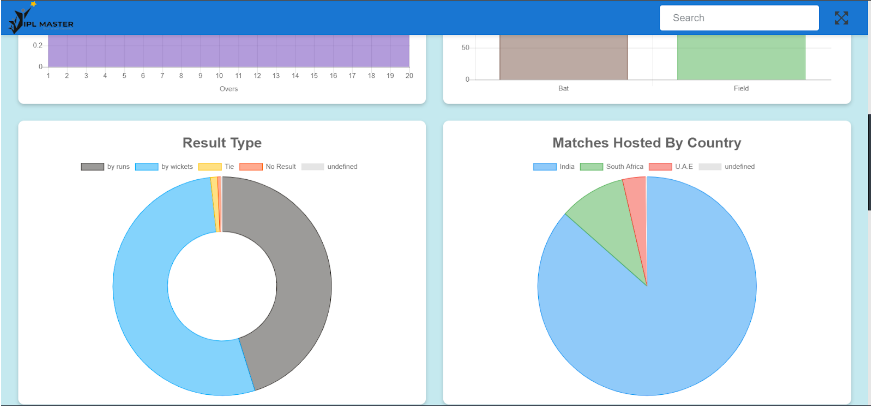 IPL MASTER
Search
0.2
0
1 2 3 4 5 6 7 8 9 10 11 12 13 14 15 16 17 18 19 20
Overs
50
0
Bat Field
Result Type
by runs by wickets Tie No Result undefined
Matches Hosted By Country
India South Africa U.A.E undefined